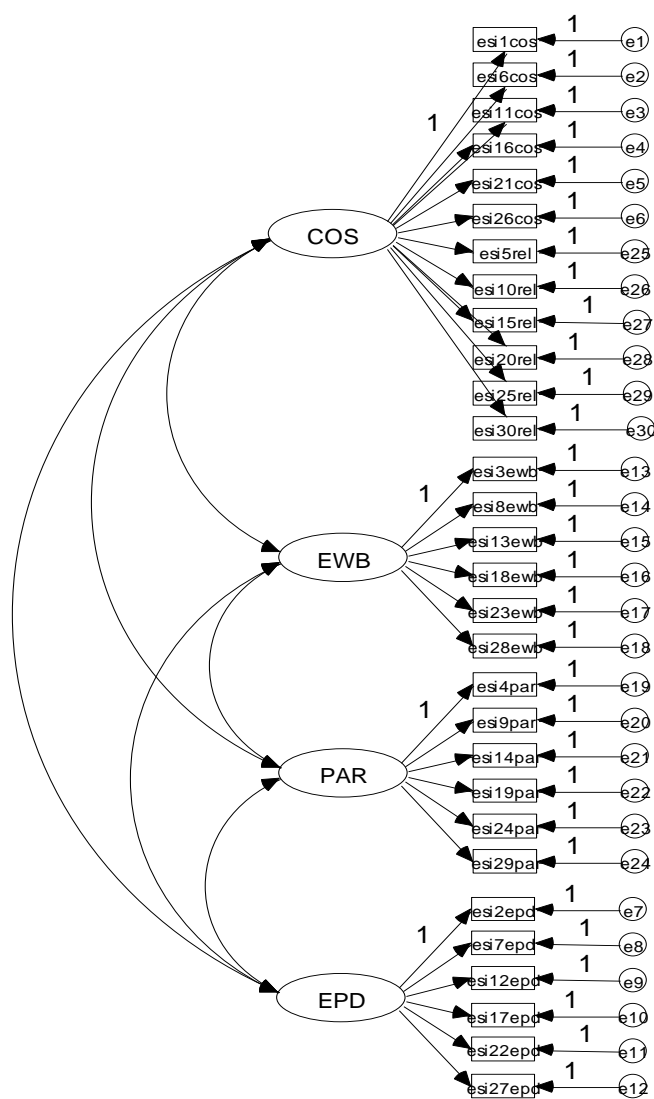 esi1cos 1 e1
esi6cos 1 e2
esi11cos 1 e3
1
esi16cos 1 e4
esi21cos 1 e5
COS
esi26cos 1 e6
esi5rel 1 e25
esi10rel 1 e26
esi15rel 1 e27
esi20rel 1 e28
esi25rel 1 e29
esi30rel 1 e30
esi3ewb 1 e13
1
esi8ewb 1 e14
esi13ewb 1 e15
EWB
esi18ewb 1 e16
esi23ewb 1 e17
esi28ewb 1 e18
esi4par 1 e19
1
esi9par 1 e20
esi14par 1 e21
PAR
esi19par 1 e22
esi24par 1 e23
esi29par 1 e24
esi2epd 1 e7
1
esi7epd 1 e8
esi12epd 1 e9
EPD
esi17epd 1 e10
esi22epd 1 e11
esi27epd 1 e12